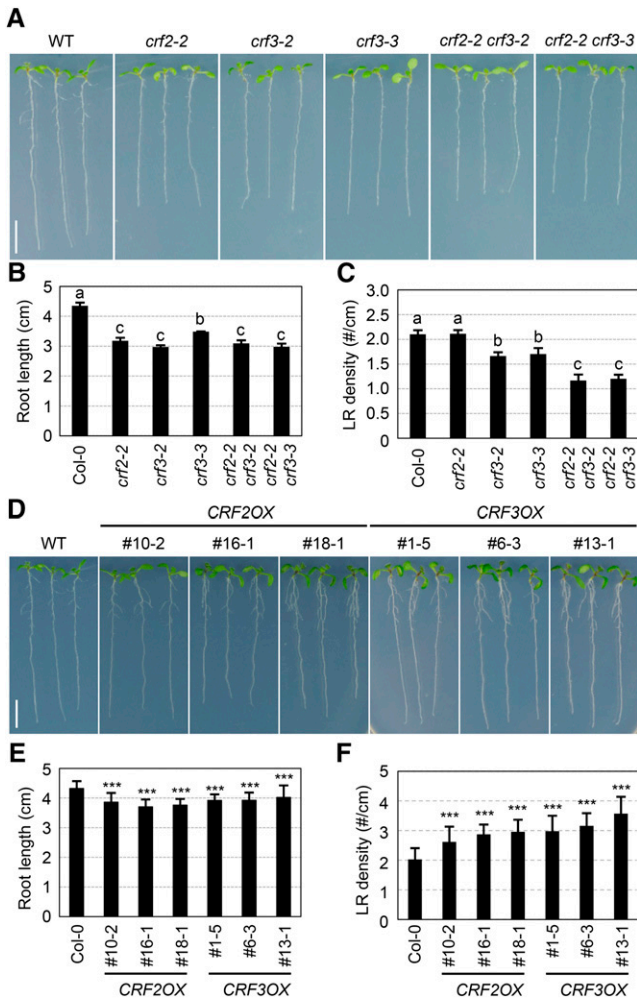 A
WT crf2-2 crf3-2 crf3-3 crf2-2 crf3-2 crf2-2 crf3-3
B
Root length (cm)
5
4
3
2
1
0
a
c
c
b
c
c
Col-0
crf2-2
crf3-2
crf3-3
crf2-2
crf3-2
crf2-2
crf3-3
C
LR density (#/cm)
3.0
2.5
2.0
1.5
1.0
1.5
0
a
a
b
b
c
c
Col-0
crf2-2
crf3-2
crf3-3
crf2-2
crf3-2
crf2-2
crf3-3
D
CRF2OX CRF3OX
WT #10-2 #16-1 #18-1 #1-5 #6-3 #13-1
E
Root length (cm)
5
4
4
2
1
0
*** *** *** *** *** ***
Col-0
#10-2
#16-1
#18-1
#1-5
#6-3
#13-1
CRF2OX CRF3OX
F
LR density (#/cm)
5
4
3
2
1
0
*** *** *** *** *** ***
Col-0
#10-2
#16-1
#18-1
#1-5
#6-3
#13-1
CRF2OX CRF3OX